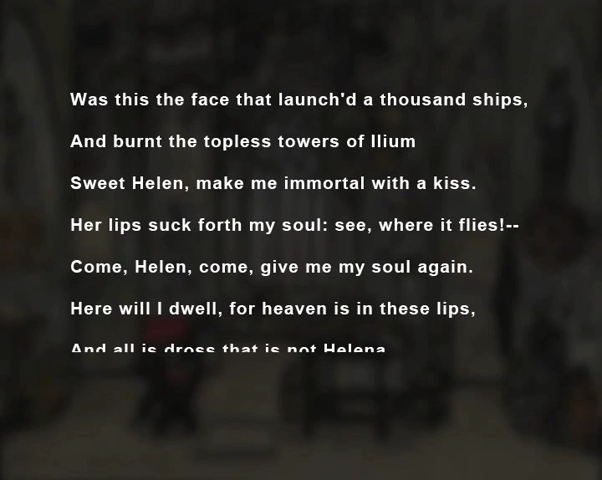 Was this the face that launch'd a thousand ships,
And burnt the topless towers of Ilium
Sweet Helen, make me immortal with a kiss.
Her lips suck forth my soul: see, where it flies!--
Come, Helen, come, give me my soul again.
Here will I dwell, for heaven is in these lips,
And all is dross that is not Helena